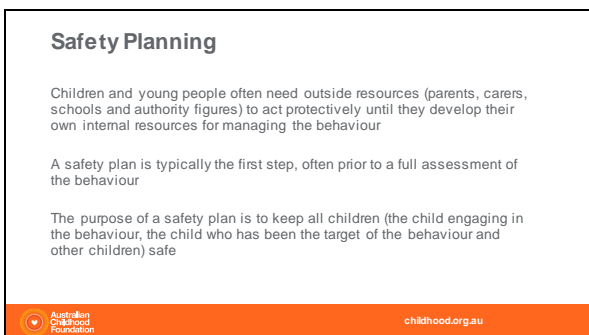 Safety Planning
Children and young people often need outside resources (parents, carers,
schools and authority figures) to act protectively until they develop their
own internal resources for managing the behaviour
A safety plan is typically the first step, often prior to a full assessment of
the behaviour
The purpose of a safety plan is to keep all children (the child engaging in
the behaviour, the child who has been the target of the behaviour and
other children) safe
Australian
Childhood
Foundation
childhood.org.au